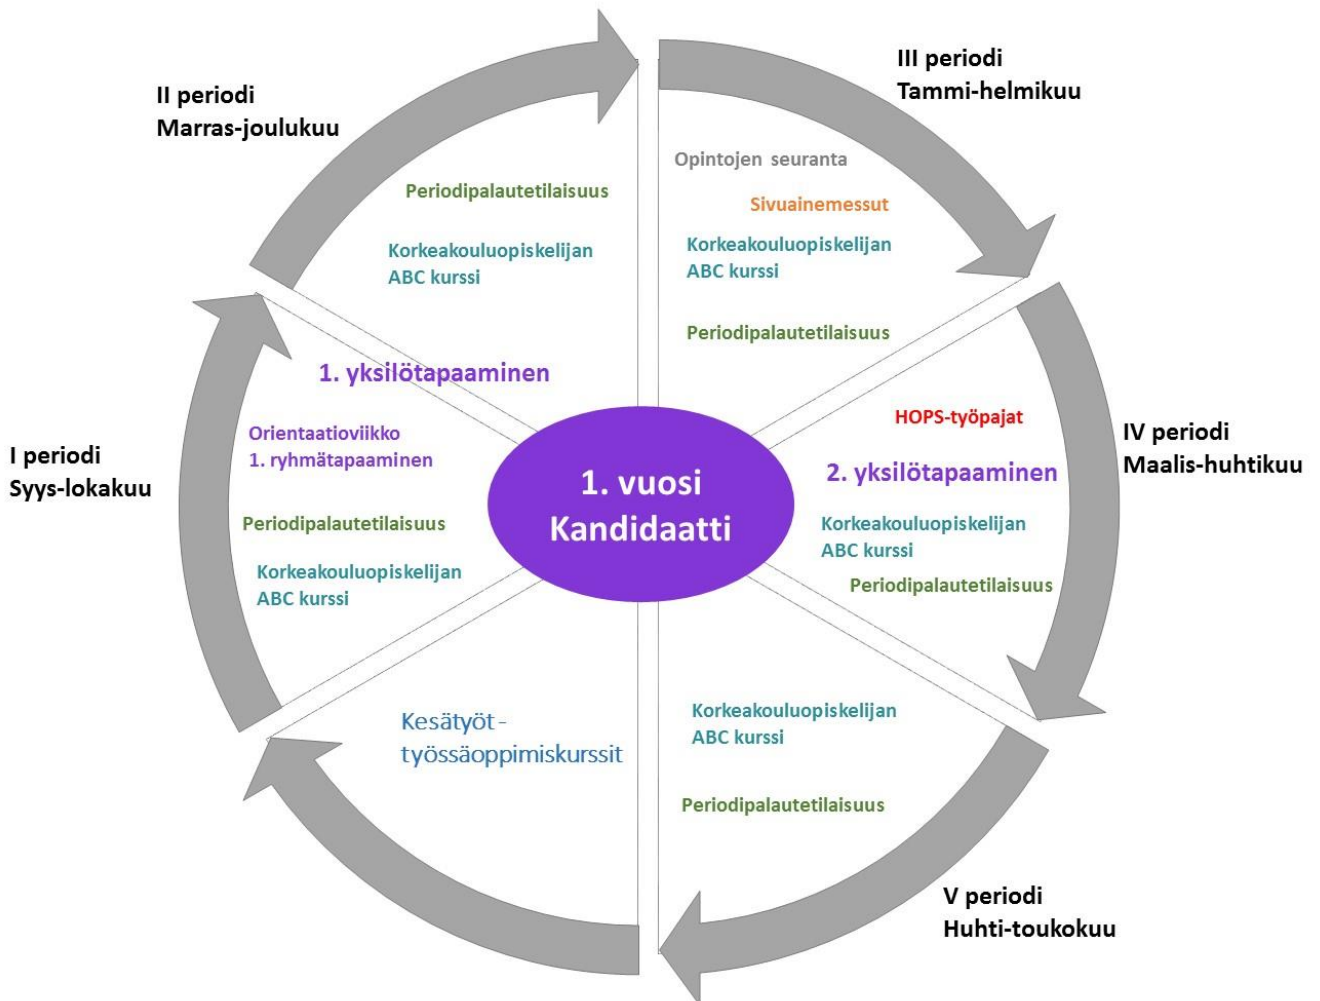 II periodi
Marras-joulukuu
III periodi
Tammi-helmikuu
Periodipalautetilaisuus
Korkeakouluopiskelijan
ABC kurssi
Opintojen seuranta
Sivuainemessut
Korkeakouluopiskelijan
ABC kurssi
Periodipalautetilaisuus
1. yksilötapaaminen
I periodi
Syys-lokakuu
Orientaatioviikko
1. ryhmätapaaminen
Periodipalautetilaisuus
Korkeakouluopiskelijan
ABC kurssi
1. vuosi
Kandidaatti
HOPS-työpajat
2. yksilötapaaminen
Korkeakouluopiskelijan
ABC kurssi
Periodipalautetilaisuus
IV periodi
Maalis-huhtikuu
Kesätyöt -
työssäoppimiskurssit
Korkeakouluopiskelijan
ABC kurssi
Periodipalautetilaisuus
V periodi
Huhti-toukokuu